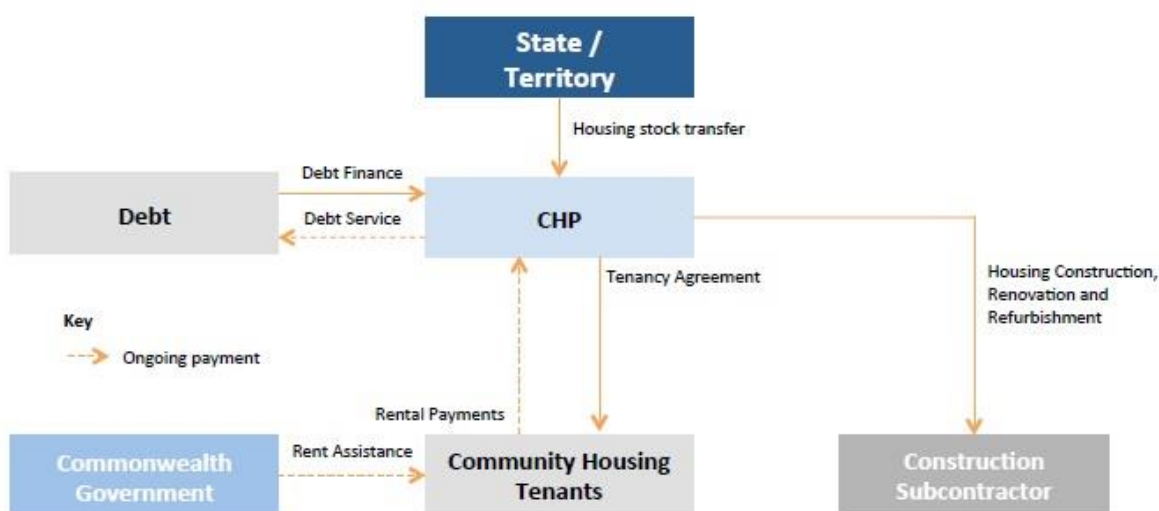 State /
Territory
Housing stock transfer
Debt Finance
Debt
Debt Service
CHP
Tenancy Agreement
Housing Construction,
Renovation and
Refurbishment
Key
Ongoing payment
Rental Payments
Commonwealth
Government
Rent Assistance
Community Housing
Tenants
Construction
Subcontractor